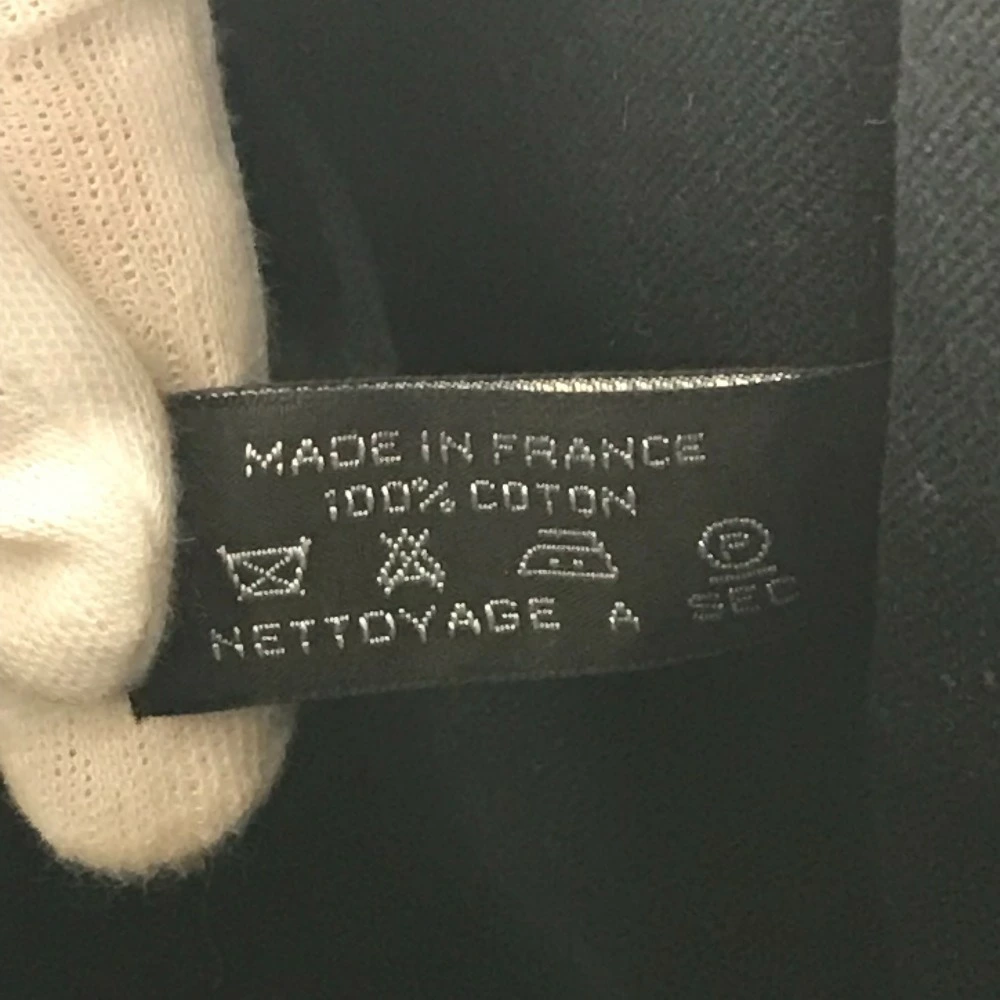 MADE IN FRANCE
100% COTON
P
NETTOYAGE A SEC